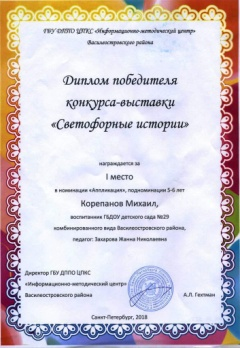 ГБУ ДППО ЦПКС «Информационно-методический центр»
Василеостровского района
Диплом победителя
конкурса-выставки
«Светофорные истории»
награждается за
I место
в номинации «Аппликация», подноминации 5-6 лет
Корепанов Михаил,
воспитанник ГБДОУ детского сада №29
комбинированного вида Василеостровского района,
педагог: Захарова Жанна Николаевна
Директор ГБУ ДППО ЦПКС
«Информационно-методический центр»
Василеостровского района
А.Л. Гехтман
Санкт-Петербург, 2018